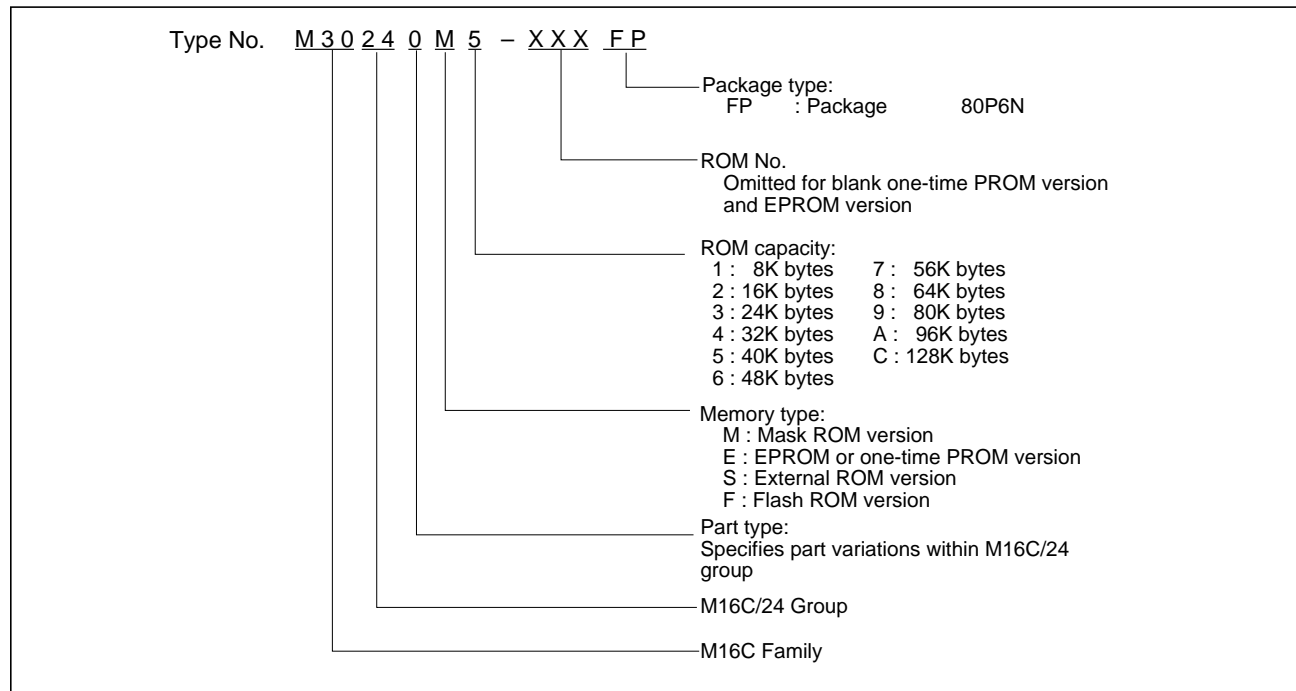 Type No. M 3 0 2 4 0 M 5 – X X X F P
Package type:
FP : Package 80P6N
ROM No.
Omitted for blank one-time PROM version
and EPROM version
ROM capacity:
1 : 8K bytes 7 : 56K bytes
2 : 16K bytes 8 : 64K bytes
3 : 24K bytes 9 : 80K bytes
4 : 32K bytes A : 96K bytes
5 : 40K bytes C : 128K bytes
6 : 48K bytes
Memory type:
M : Mask ROM version
E : EPROM or one-time PROM version
S : External ROM version
F : Flash ROM version
Part type:
Specifies part variations within M16C/24
group
M16C/24 Group
M16C Family